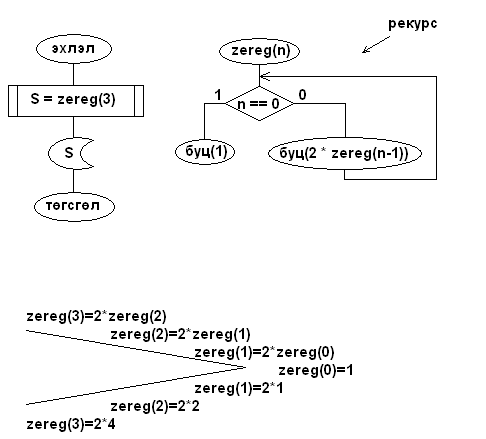 рекурс
эхлэл
zereg(n)
S = zereg(3)
1
n == 0
0
S
буц(1)
буц(2 * zereg(n-1))
төгсгөл
zereg(3)=2*zereg(2)
zereg(2)=2*zereg(1)
zereg(1)=2*zereg(0)
zereg(0)=1
zereg(1)=2*1
zereg(2)=2*2
zereg(3)=2*4